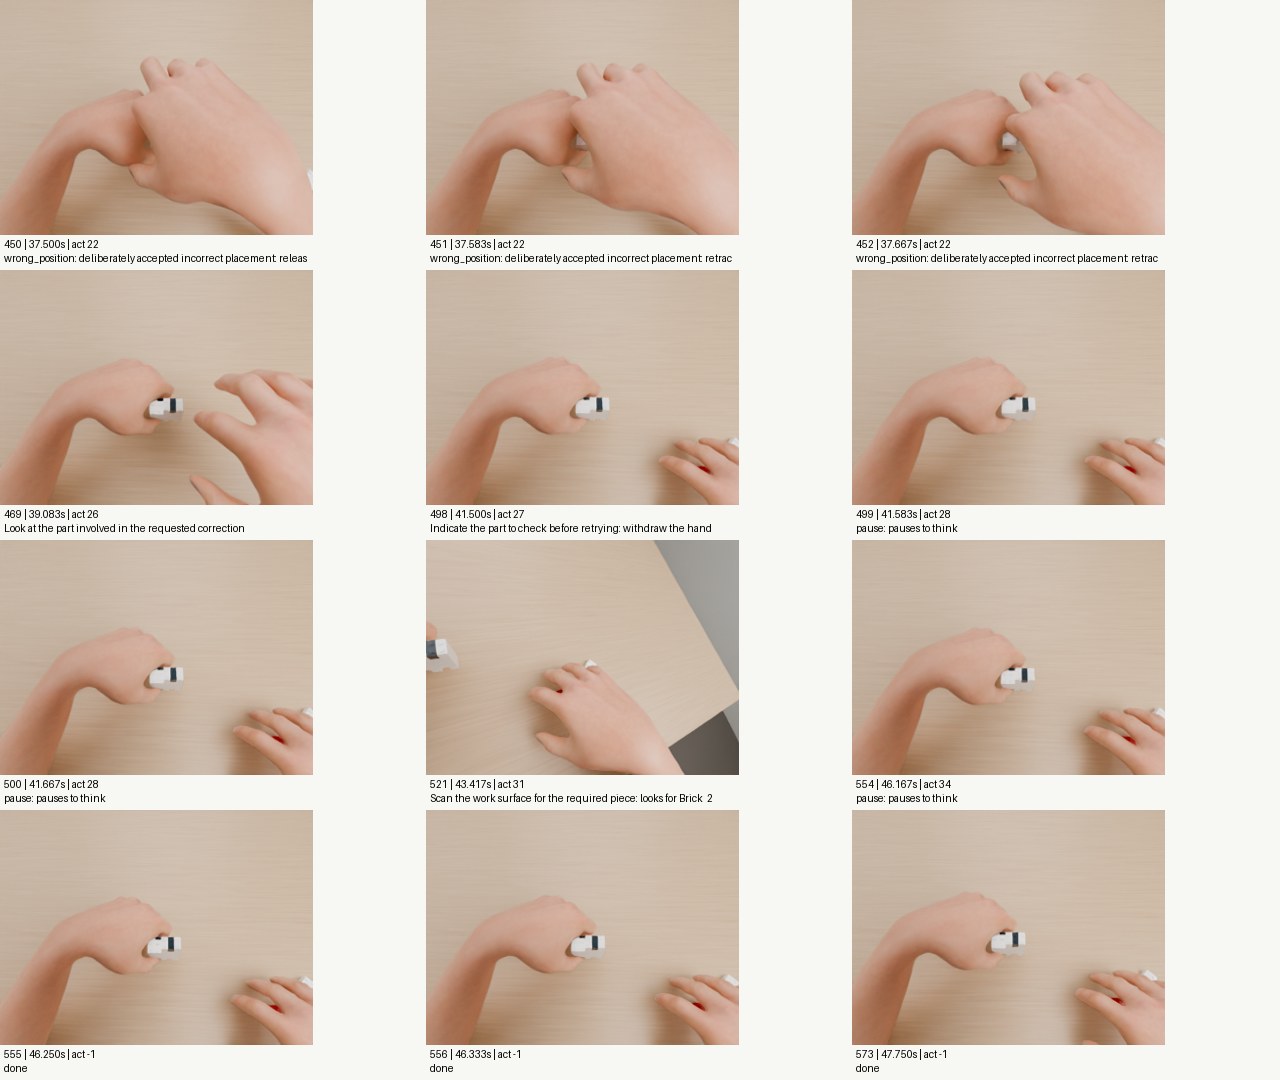 450 | 37.500s | act 22
wrong_position: deliberately accepted incorrect placement: releas
451 | 37.583s | act 22
wrong_position: deliberately accepted incorrect placement: retrac
452 | 37.667s | act 22
wrong_position: deliberately accepted incorrect placement: retrac
469 | 39.083s | act 26
Look at the part involved in the requested correction
498 | 41.500s | act 27
Indicate the part to check before retrying: withdraw the hand
499 | 41.583s | act 28
pause: pauses to think
500 | 41.667s | act 28
pause: pauses to think
521 | 43.417s | act 31
Scan the work surface for the required piece: looks for Brick 2
554 | 46.167s | act 34
pause: pauses to think
555 | 46.250s | act -1
done
556 | 46.333s | act -1
done
573 | 47.750s | act -1
done